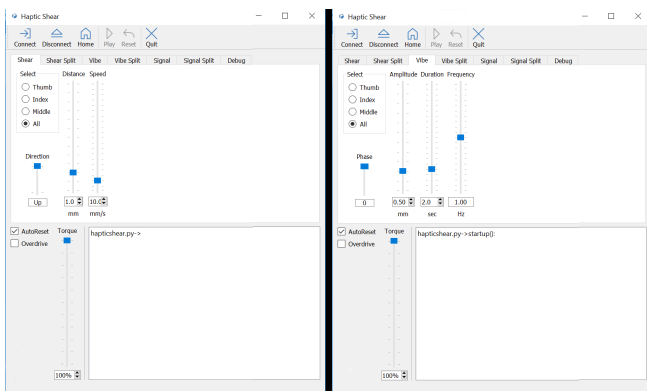 Haptic Shear
Connect Disconnect Home Play Reset Quit
Shear Shear Split Vibe Vibe Split Signal Signal Split Debug
Select Distance Speed
Thumb
Index
Middle
All
Direction
Up 1.0 10.0
mm mm/s
AutoReset Torque
Overdrive
hapticshear.py->
100%
Haptic Shear
Connect Disconnect Home Play Reset Quit
Shear Shear Split Vibe Vibe Split Signal Signal Split Debug
Select Amplitude Duration Frequency
Thumb
Index
Middle
All
Phase
0 0.50 2.0 1.00
mm sec Hz
AutoReset Torque
Overdrive
hapticshear.py->startup():
100%